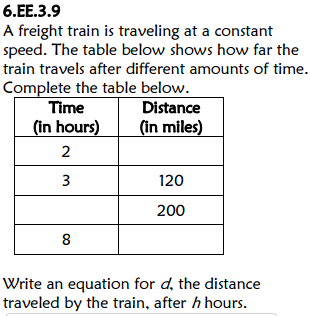 6.EE.3.9
A freight train is traveling at a constant
speed. The table below shows how far the
train travels after different amounts of time.
Complete the table below.
Time Distance
(in hours) (in miles)
2
3 120
200
8
Write an equation for d, the distance
traveled by the train, after h hours.